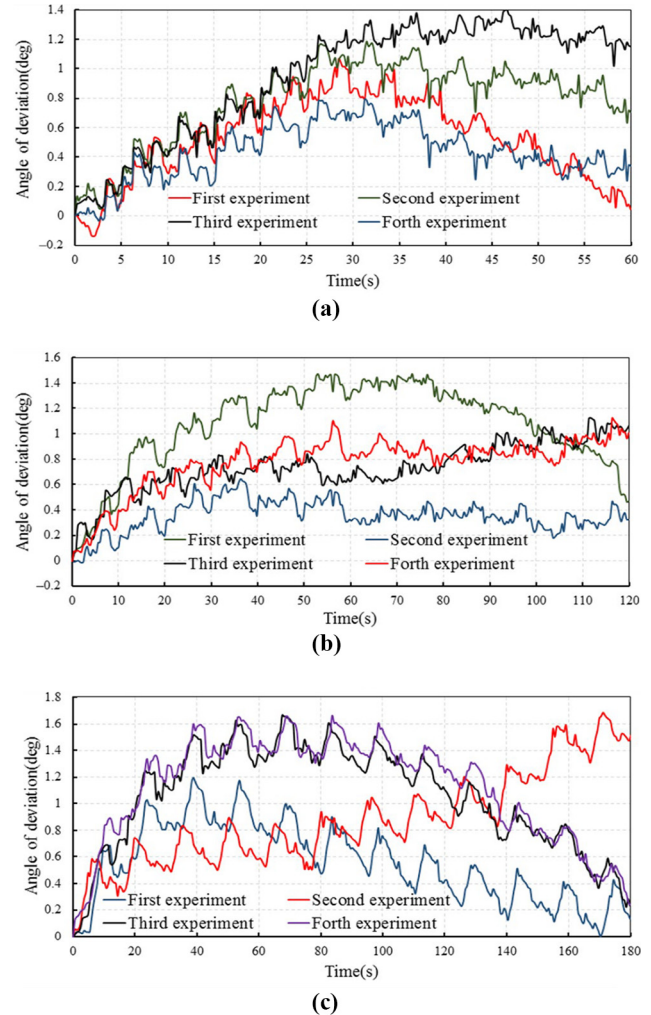 1.4
1.2
1
0.8
0.6
0.4
0.2
0
–0.2
Angle of deviation(deg)
First experiment Second experiment
Third experiment Forth experiment
0 5 10 15 20 25 30 35 40 45 50 55 60
Time(s)
(a)
1.6
1.4
1.2
1
0.8
0.6
0.4
0.2
0
–0.2
Angle of deviation(deg)
First experiment Second experiment
Third experiment Forth experiment
0 10 20 30 40 50 60 70 80 90 100 110 120
Time(s)
(b)
1.8
1.6
1.4
1.2
1
0.8
0.6
0.4
0.2
0
Angle of deviation(deg)
First experiment Second experiment
Third experiment Forth experiment
0 20 40 60 80 100 120 140 160 180
Time(s)
(c)